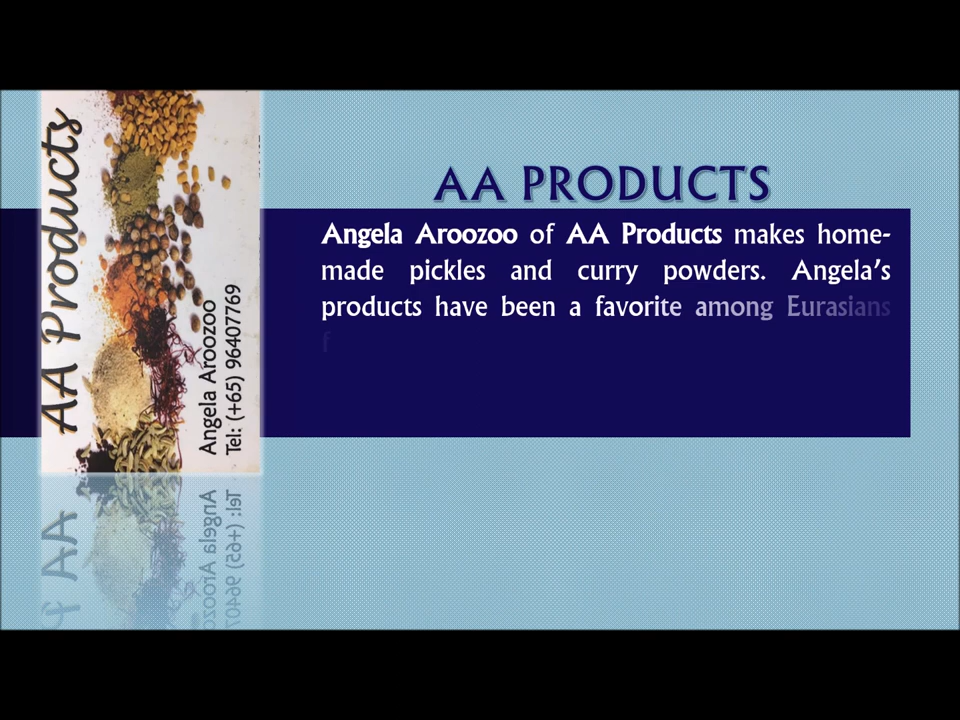 AA Products
Angela Aroozoo
Tel: (+65) 96407769
AA PRODUCTS
Angela Aroozoo of AA Products makes home-
made pickles and curry powders. Angela's
products have been a favorite among Eurasians
f